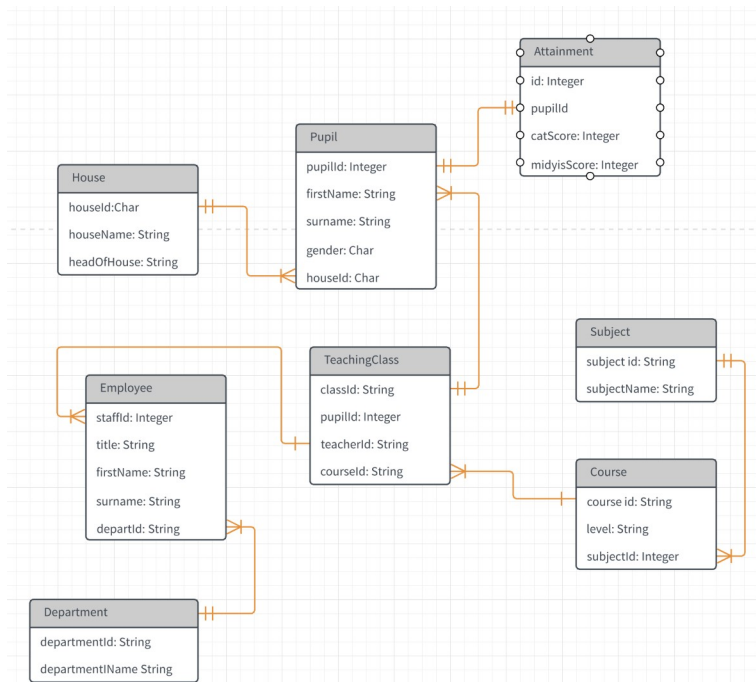 Attainment
id: Integer
pupilId
catScore: Integer
midyisScore: Integer
Pupil
pupilId: Integer
firstName: String
surname: String
gender: Char
houseId: Char
House
houseId:Char
houseName: String
headOfHouse: String
TeachingClass
classId: String
pupilId: Integer
teacherId: String
courseId: String
Subject
subject id: String
subjectName: String
Employee
staffId: Integer
title: String
firstName: String
surname: String
departId: String
Course
course id: String
level: String
subjectId: Integer
Department
departmentId: String
departmentlName String